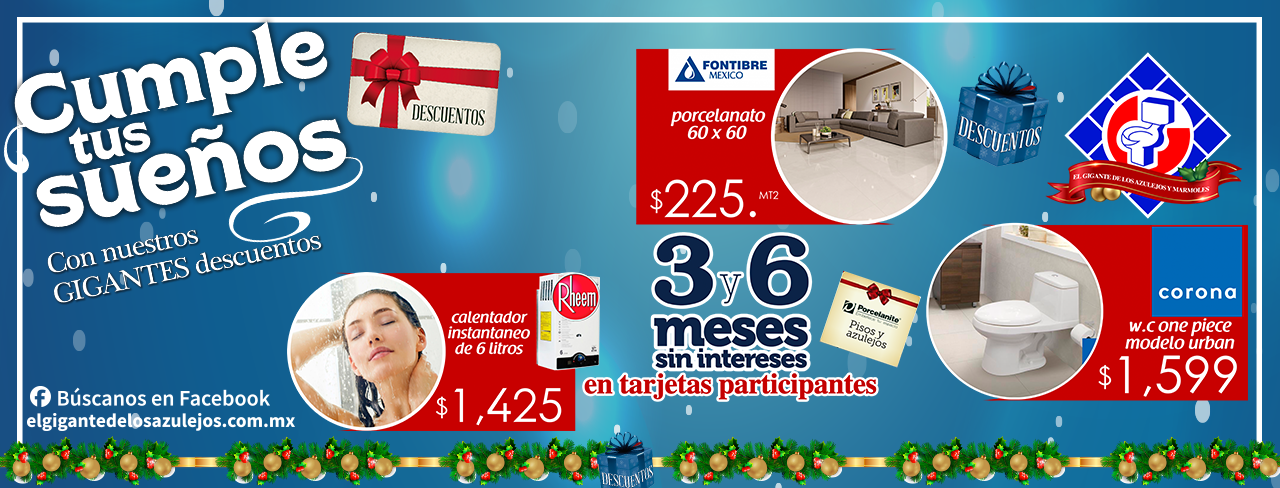 Cumple
tus
sueños
Con nuestros
GIGANTES descuentos
DESCUENTOS
FONTIBRE
MEXICO
porcelanato
60 x 60
$225.MT2
DESCUENTOS
EL GIGANTE DE LOS AZULEJOS Y MARMOLES
calentador
instantaneo
de 6 litros
Rheem
$1,425
3 y 6
meses
sin intereses
en tarjetas participantes
Porcelanite
Pisos y
azulejos
corona
w.c one piece
modelo urban
$1,599
Búscanos en Facebook
elgigantedelosazulejos.com.mx
DESCUENTOS